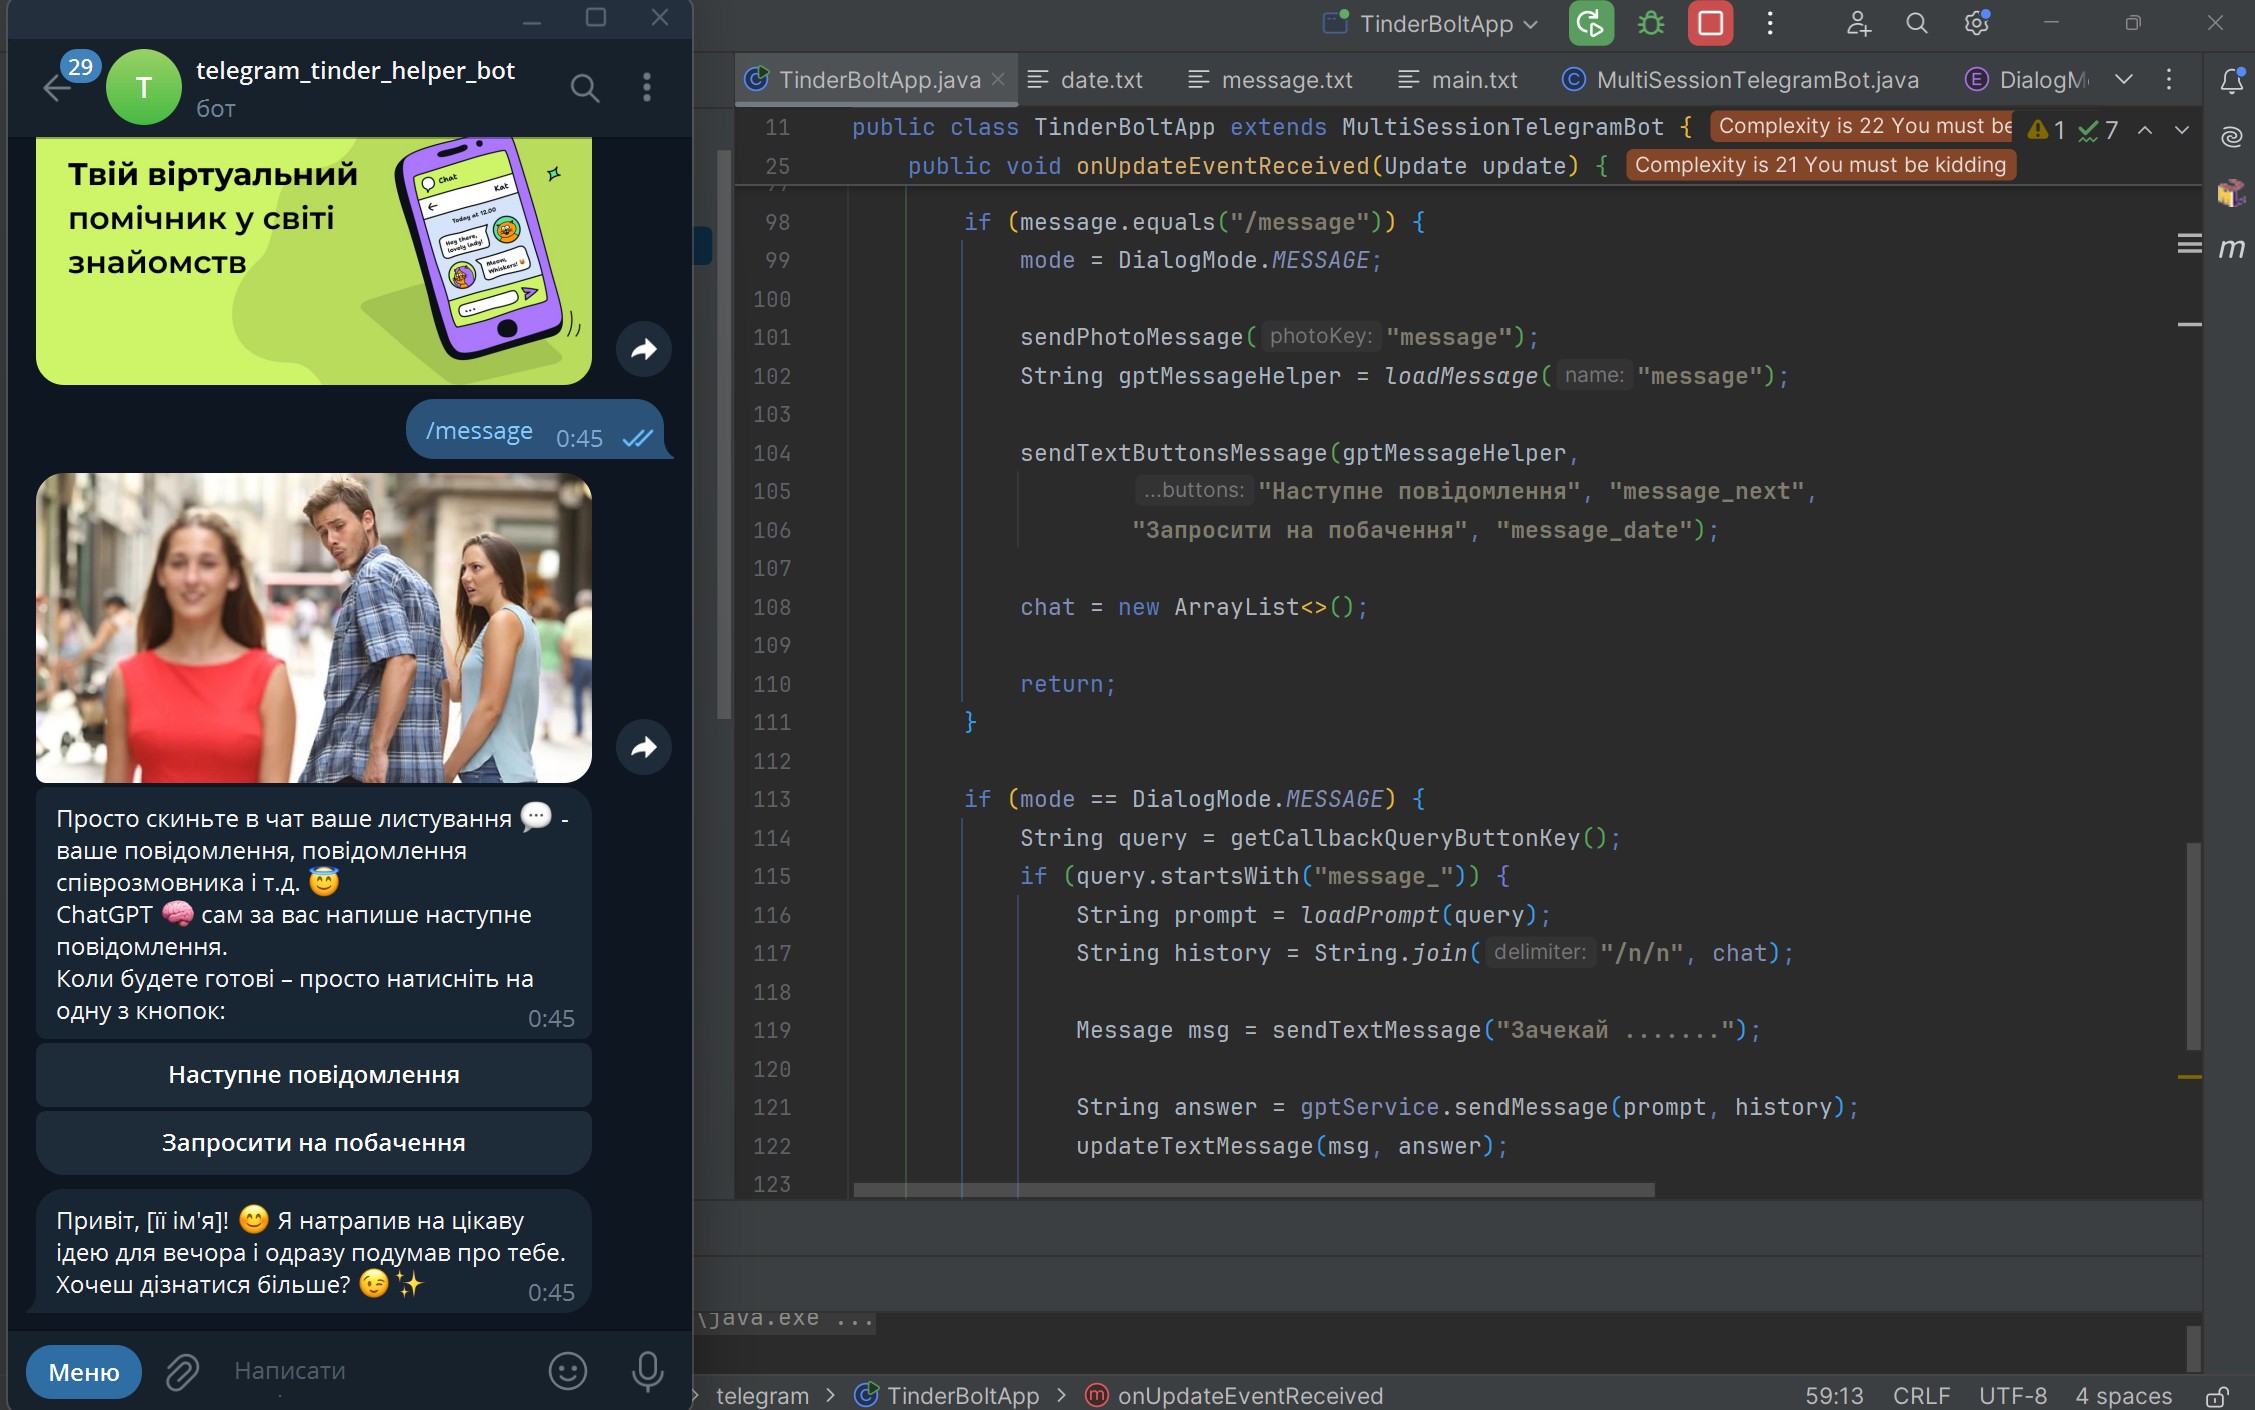 29
T
telegram_tinder_helper_bot
бот
Твій віртуальний
помічник у світі
знайомств
Chat
Kat
Today at 12.00
Hey there,
lovely lady!
Meow,
Whiskers!
/message 0:45
Просто скиньте в чат ваше листування 💬 -
ваше повідомлення, повідомлення
співрозмовника і т.д. 😇
ChatGPT 🧠 сам за вас напише наступне
повідомлення.
Коли будете готові – просто натисніть на
одну з кнопок:
0:45
Наступне повідомлення
Запросити на побачення
Привіт, [її ім'я]! 😊 Я натрапив на цікаву
ідею для вечора і одразу подумав про тебе.
Хочеш дізнатися більше? 😉✨
0:45
Меню
Написати
TinderBoltApp
TinderBoltApp.java date.txt message.txt main.txt MultiSessionTelegramBot.java DialogM
11 public class TinderBoltApp extends MultiSessionTelegramBot { Complexity is 22 You must be 1 7
25 public void onUpdateEventReceived(Update update) { Complexity is 21 You must be kidding
98 if (message.equals("/message")) {
99 mode = DialogMode.MESSAGE;
100
101 sendPhotoMessage( photoKey: "message");
102 String gptMessageHelper = loadMessage( name: "message");
103
104 sendTextButtonsMessage(gptMessageHelper,
105 ...buttons: "Наступне повідомлення", "message_next",
106 "Запросити на побачення", "message_date");
107
108 chat = new ArrayList<>();
109
110 return;
111 }
112
113 if (mode == DialogMode.MESSAGE) {
114 String query = getCallbackQueryButtonKey();
115 if (query.startsWith("message_")) {
116 String prompt = loadPrompt(query);
117 String history = String.join( delimiter: "/n/n", chat);
118
119 Message msg = sendTextMessage("Зачекай .......");
120
121 String answer = gptService.sendMessage(prompt, history);
122 updateTextMessage(msg, answer);
123
m
\java.exe ...
telegram > TinderBoltApp > m onUpdateEventReceived
59:13 CRLF UTF-8 4 spaces